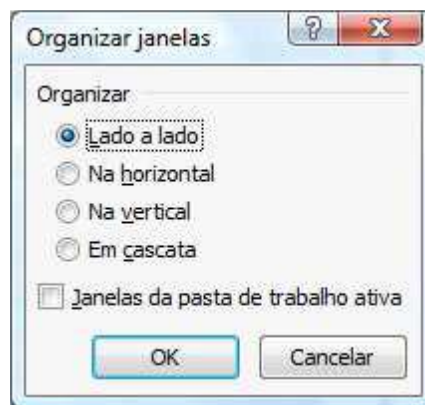 Organizar janelas
Organizar
Lado a lado
Na horizontal
Na vertical
Em cascata
Janelas da pasta de trabalho ativa
OK Cancelar